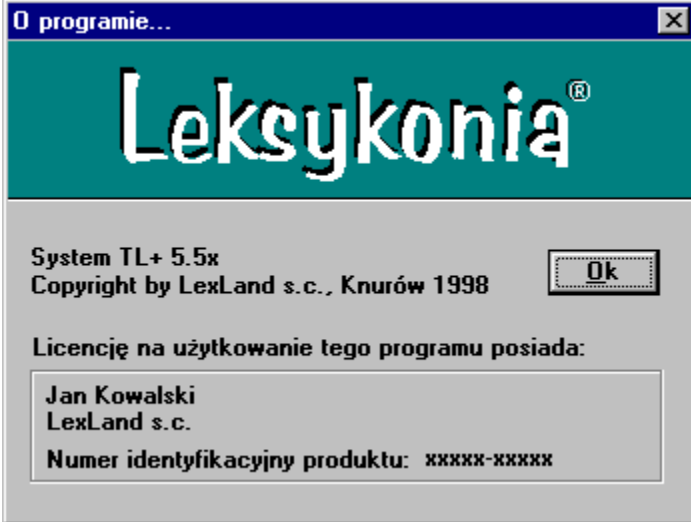 O programie...
Leksykonia®
System TL+ 5.5x
Copyright by LexLand s.c., Knurów 1998
Ok
Licencję na użytkowanie tego programu posiada:
Jan Kowalski
LexLand s.c.
Numer identyfikacyjny produktu: xxxxx-xxxxx